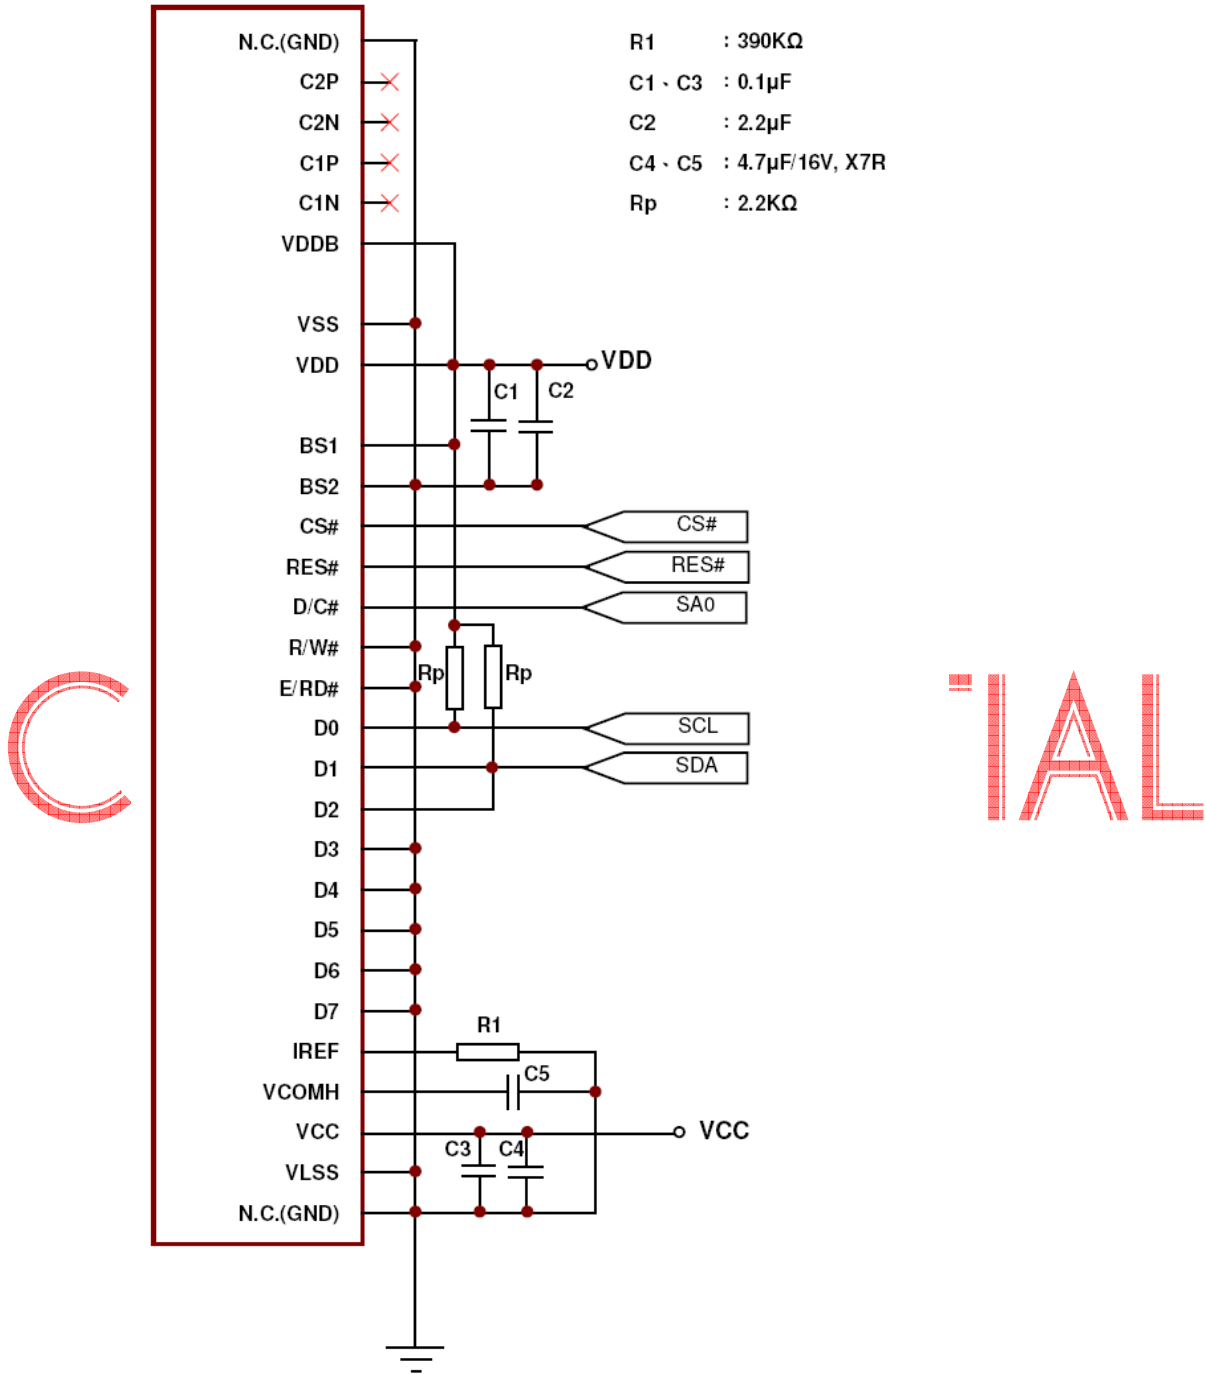 N.C.(GND)
C2P
C2N
C1P
C1N
VDDB
VSS
VDD
BS1
BS2
CS#
RES#
D/C#
R/W#
E/RD#
D0
D1
D2
D3
D4
D5
D6
D7
IREF
VCOMH
VCC
VLSS
N.C.(GND)
R1 : 390KΩ
C1、C3 : 0.1μF
C2 : 2.2μF
C4、C5 : 4.7μF/16V, X7R
Rp : 2.2KΩ
VDD
C1 C2
CS#
RES#
SA0
Rp Rp
SCL
SDA
R1
C5
VCC
C3 C4
C IAL